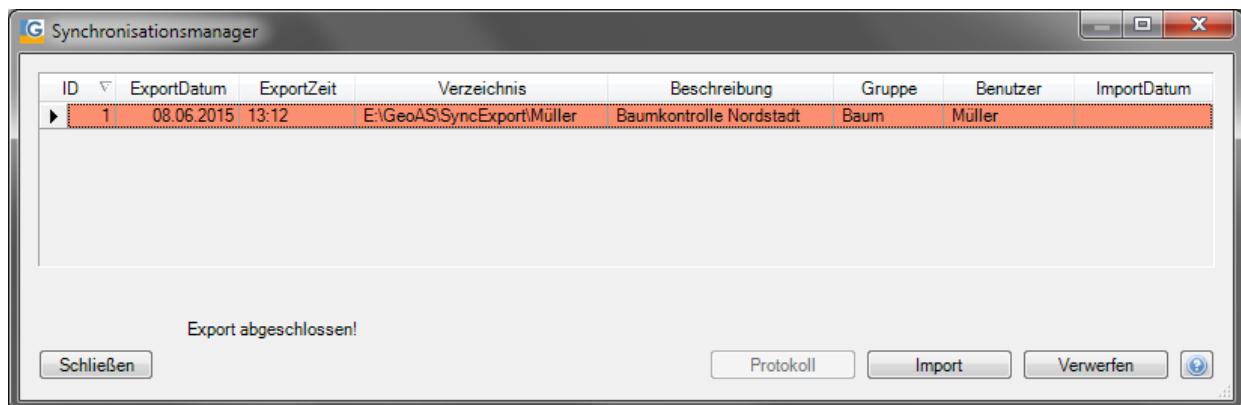 Synchronisationsmanager
ID ExportDatum ExportZeit Verzeichnis Beschreibung Gruppe Benutzer ImportDatum
1 08.06.2015 13:12 E:\GeoAS\SyncExport\Müller Baumkontrolle Nordstadt Baum Müller
Export abgeschlossen!
Schließen Protokoll Import Verwerfen